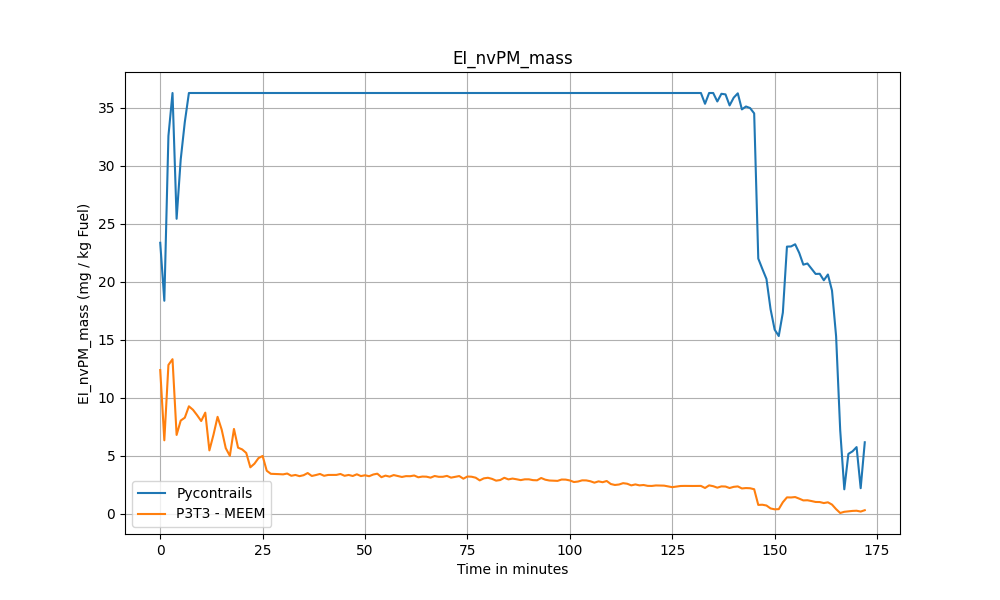 EI_nvPM_mass
EI_nvPM_mass (mg / kg Fuel)
35
30
25
20
15
10
5
0
Pycontrails
P3T3 - MEEM
0 25 50 75 100 125 150 175
Time in minutes